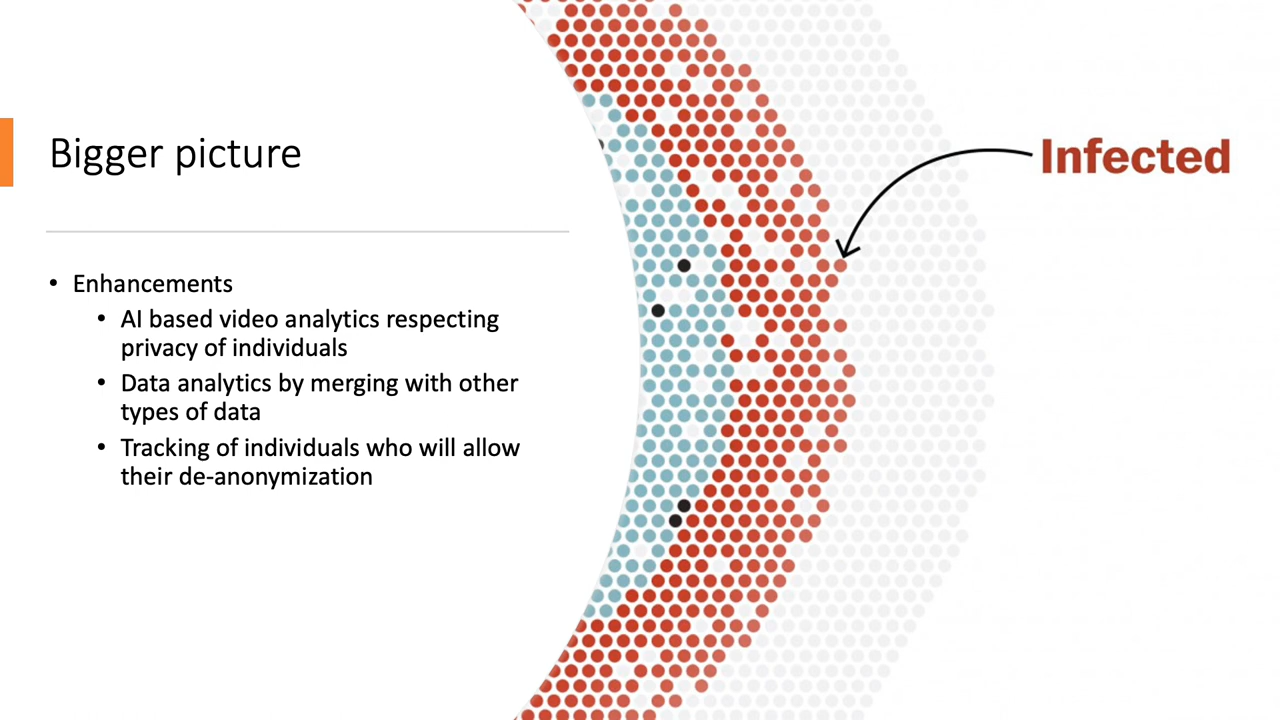 Bigger picture
Infected
• Enhancements
• AI based video analytics respecting
privacy of individuals
• Data analytics by merging with other
types of data
• Tracking of individuals who will allow
their de-anonymization